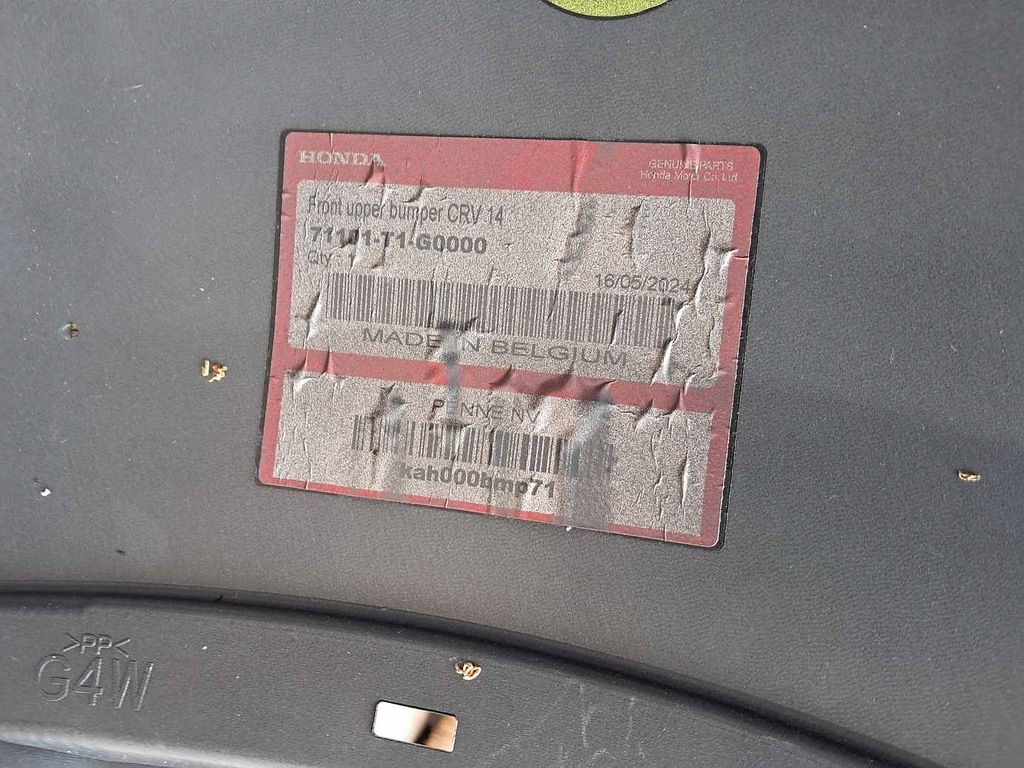 HONDA
GENUINE PARTS
Honda Motor Co, Ltd
Front upper bumper CRV 14
71101-T1-G0000
Qty : 1
16/05/2024
MADE IN BELGIUM
PENNE NV
kah000bmp71
>PP<
G4W